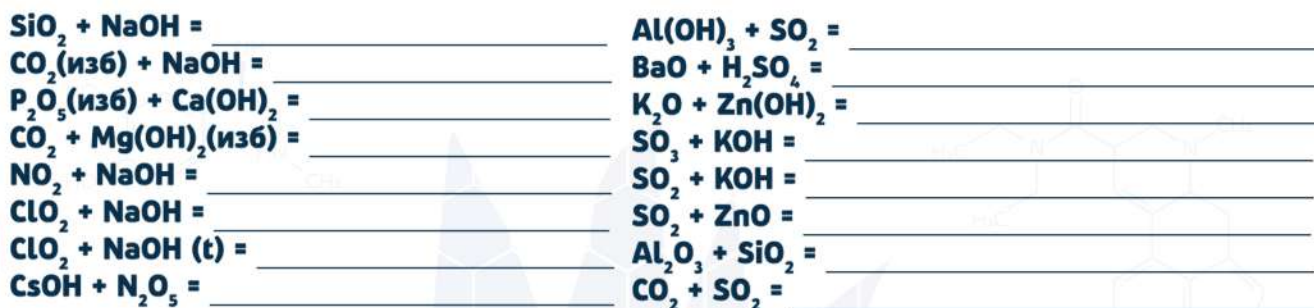 SiO₂ + NaOH =
CO₂(изб) + NaOH =
P₂O₅(изб) + Ca(OH)₂ =
CO₂ + Mg(OH)₂(изб) =
NO₂ + NaOH =
ClO₂ + NaOH =
ClO₂ + NaOH (t) =
CsOH + N₂O₅ =
Al(OH)₃ + SO₂ =
BaO + H₂SO₄ =
K₂O + Zn(OH)₂ =
SO₃ + KOH =
SO₂ + KOH =
SO₂ + ZnO =
Al₂O₃ + SiO₂ =
CO₂ + SO₂ =